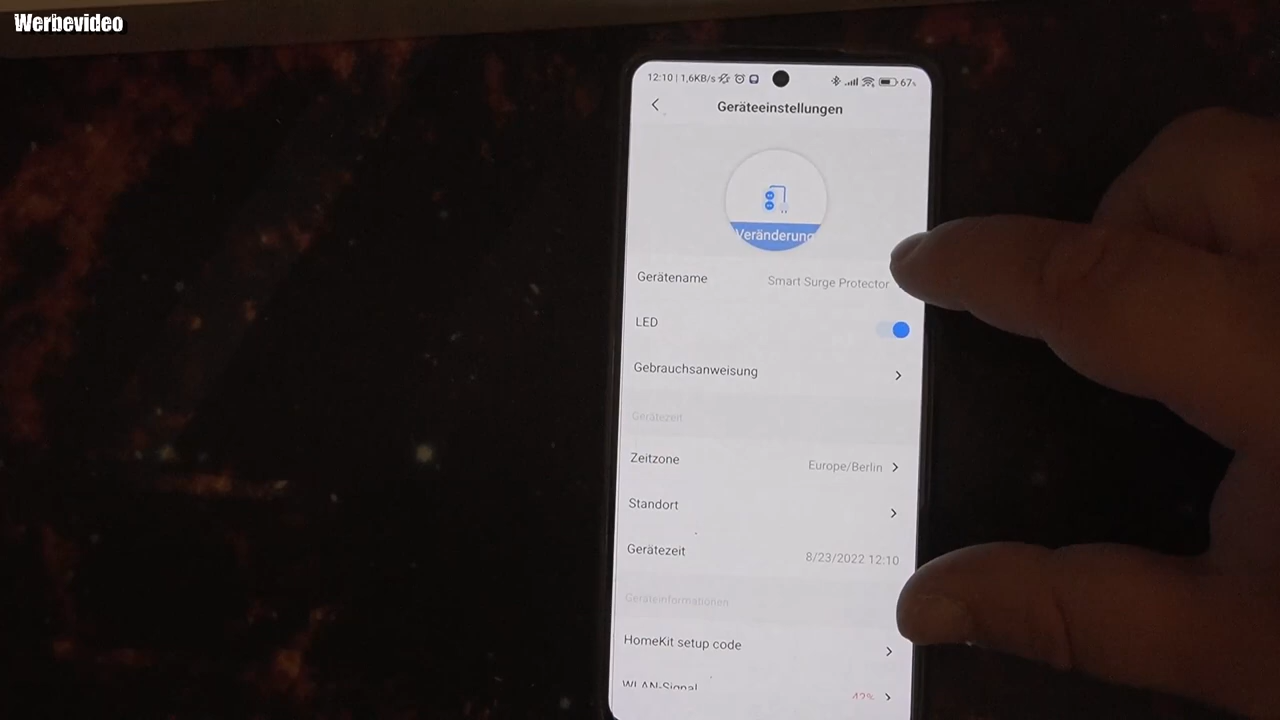 Werbevideo
12:10 | 1,6KB/s 67
Geräteeinstellungen
Veränderung
Gerätename Smart Surge Protector
LED
Gebrauchsanweisung
Gerätezeit
Zeitzone Europe/Berlin
Standort
Gerätezeit 8/23/2022 12:10
Geräteinformationen
HomeKit setup code
WLAN-Signal